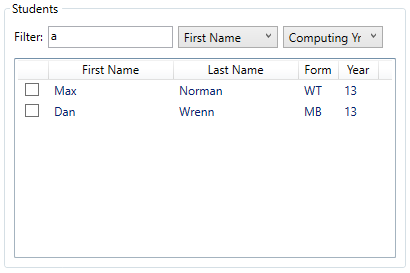 Students
Filter: a First Name Computing Yr
First Name Last Name Form Year
Max Norman WT 13
Dan Wrenn MB 13